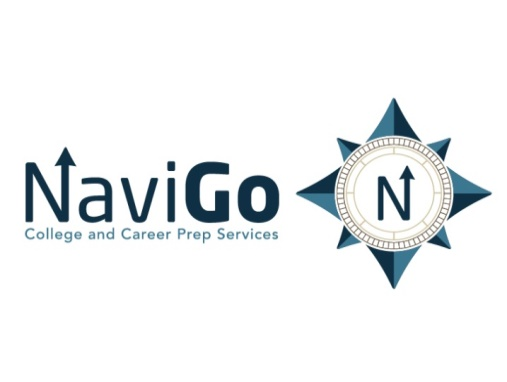 NaviGo
College and Career Prep Services
N